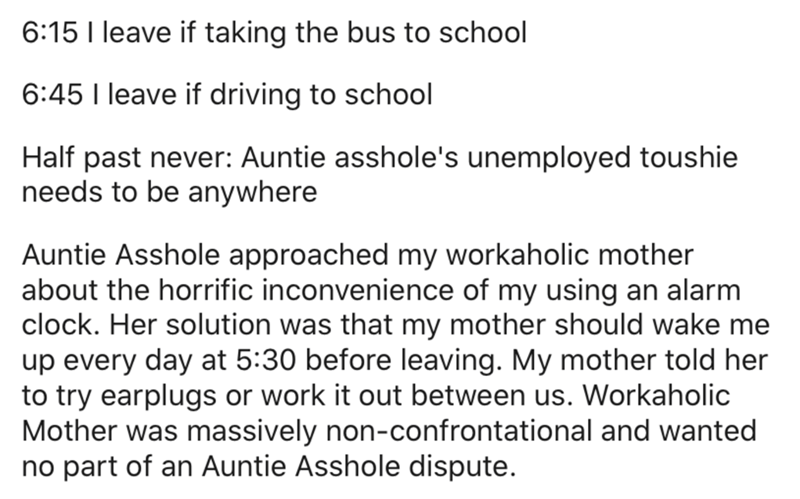 6:15 I leave if taking the bus to school
6:45 I leave if driving to school
Half past never: Auntie asshole's unemployed toushie
needs to be anywhere
Auntie Asshole approached my workaholic mother
about the horrific inconvenience of my using an alarm
clock. Her solution was that my mother should wake me
up every day at 5:30 before leaving. My mother told her
to try earplugs or work it out between us. Workaholic
Mother was massively non-confrontational and wanted
no part of an Auntie Asshole dispute.